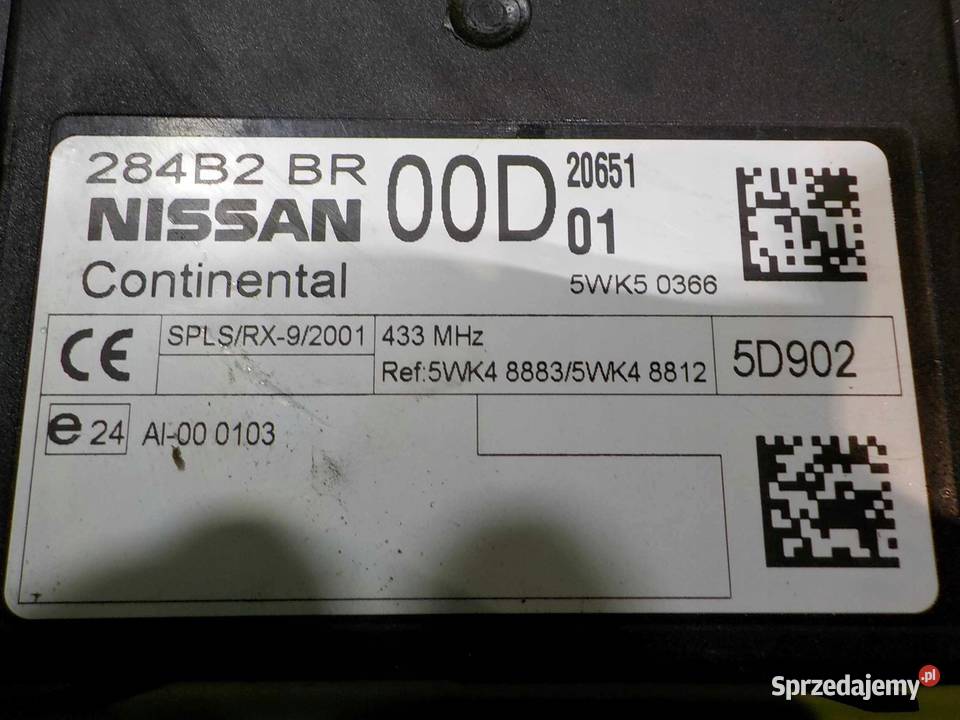 284B2 BR 00D 20651
NISSAN 01
Continental 5WK5 0366
CE SPLS/RX-9/2001 433 MHz
Ref:5WK4 8883/5WK4 8812 5D902
e 24 AI-00 0103
Sprzedajemy.pl